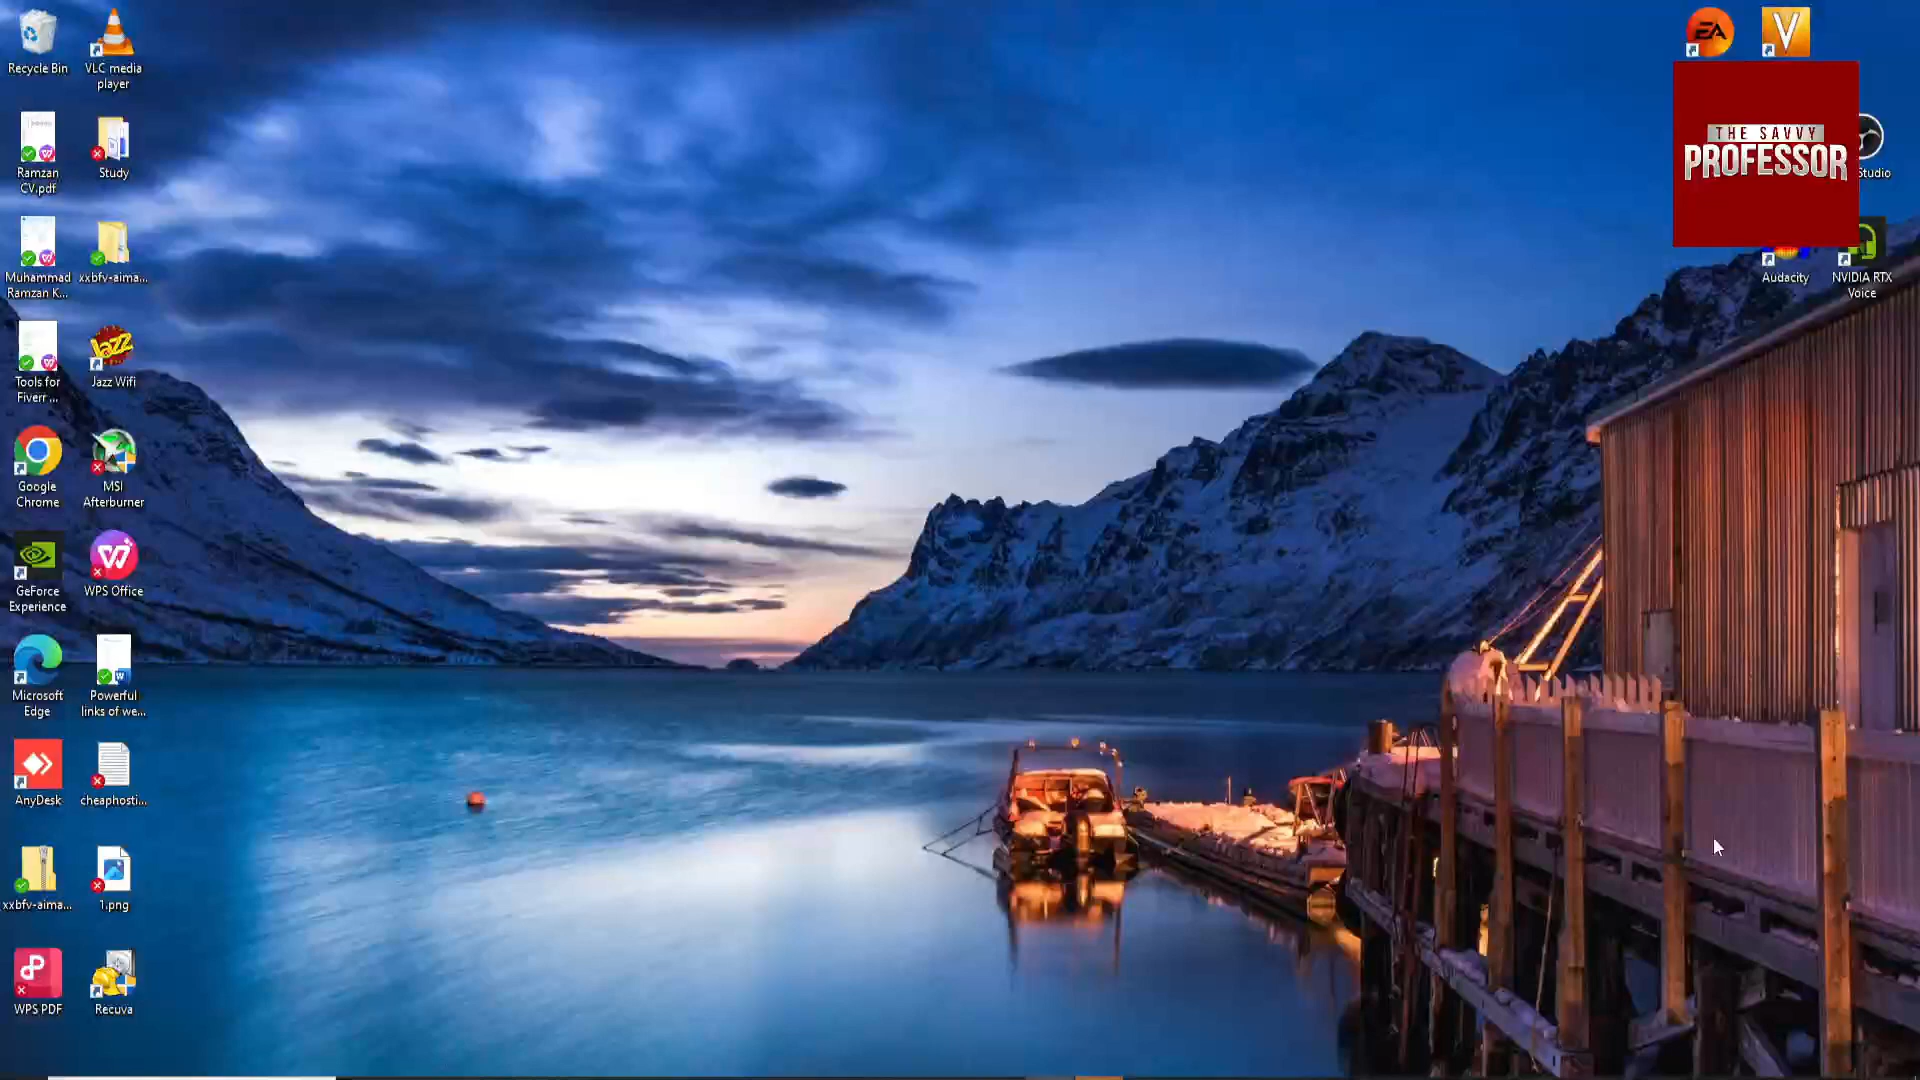 Recycle Bin
VLC media
player
Ramzan
CV.pdf
Study
Muhammad
Ramzan K...
xxbfv-aima...
Tools for
Fiverr ...
Jazz
Jazz Wifi
Google
Chrome
MSI
Afterburner
GeForce
Experience
W
WPS Office
Microsoft
Edge
W
Powerful
links of we...
AnyDesk
cheaphosti...
xxbfv-aima...
1.png
WPS PDF
Recuva
EA
V
THE SAVVY
PROFESSOR
Studio
Audacity
NVIDIA RTX
Voice